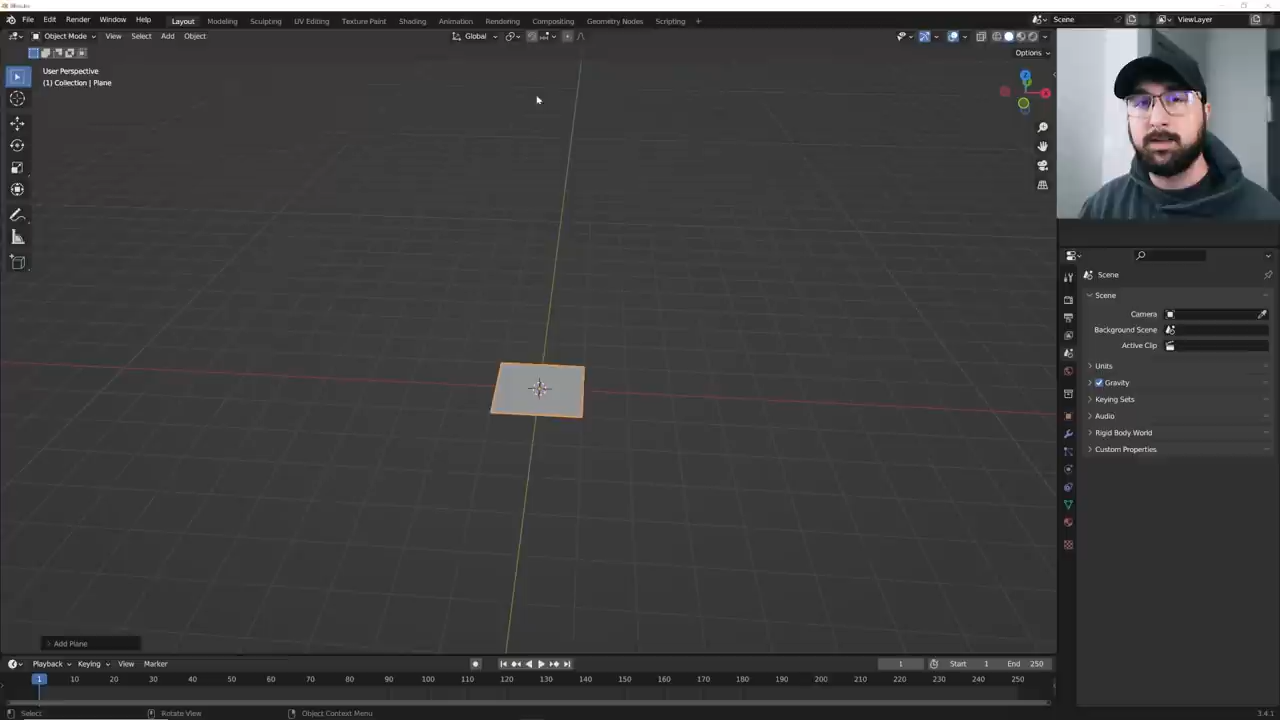 File Edit Render Window Help Layout Modeling Sculpting UV Editing Texture Paint Shading Animation Rendering Compositing Geometry Nodes Scripting + Scene ViewLayer
Object Mode View Select Add Object Global
Options
User Perspective
(1) Collection | Plane
Z
X
Scene
Scene
Camera
Background Scene
Active Clip
Units
Gravity
Keying Sets
Audio
Rigid Body World
Custom Properties
Add Plane
Playback Keying View Marker 1 Start 1 End 250
1 10 20 30 40 50 60 70 80 90 100 110 120 130 140 150 160 170 180 190 200 210 220 230 240 250
Select Rotate View Object Context Menu 3.4.1